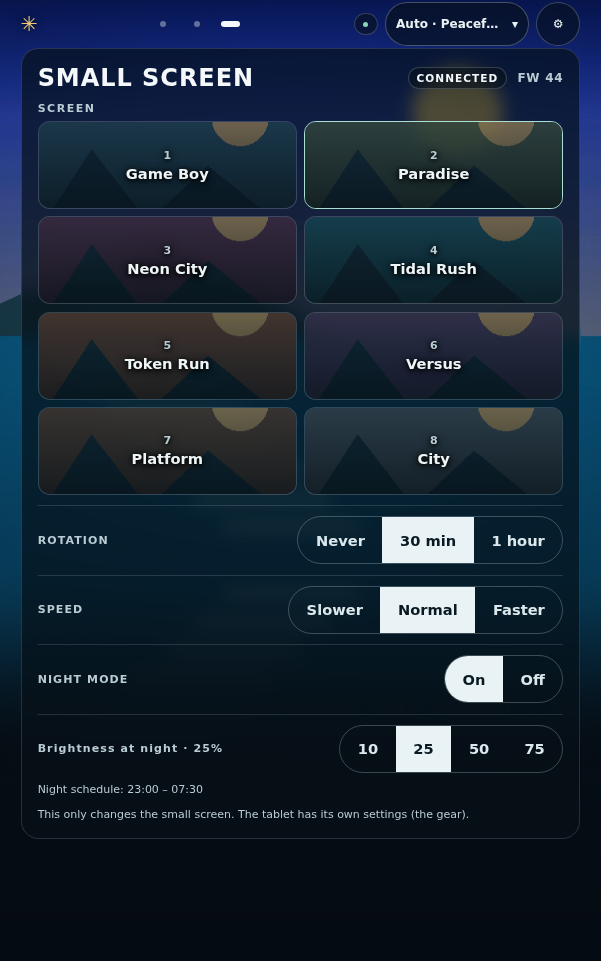 Auto · Peacef... ▾
SMALL SCREEN
CONNECTED
FW 44
SCREEN
1
Game Boy
2
Paradise
3
Neon City
4
Tidal Rush
5
Token Run
6
Versus
7
Platform
8
City
ROTATION
Never
30 min
1 hour
SPEED
Slower
Normal
Faster
NIGHT MODE
On
Off
Brightness at night · 25%
10
25
50
75
Night schedule: 23:00 – 07:30
This only changes the small screen. The tablet has its own settings (the gear).